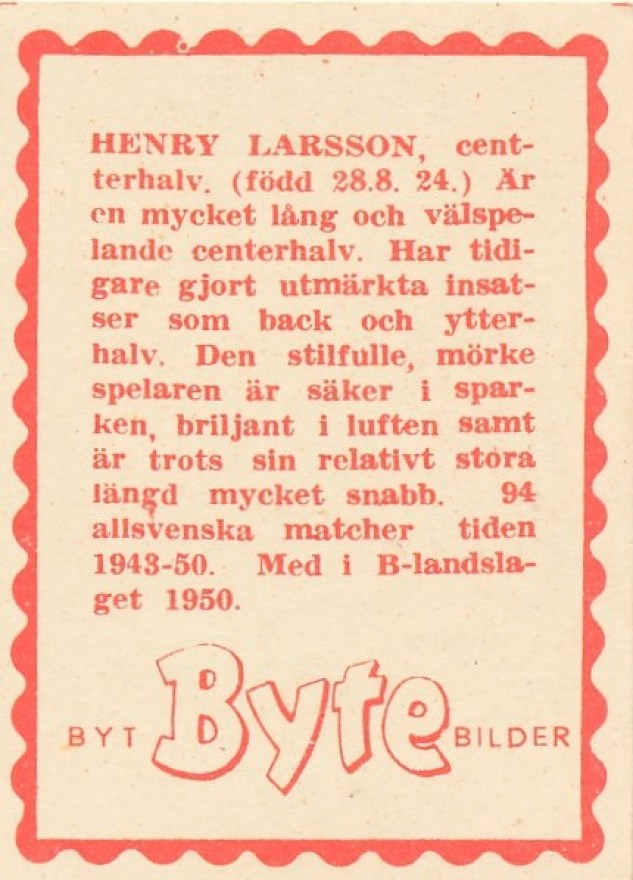 HENRY LARSSON, cent-
terhalv. (född 28.8. 24.) Är
en mycket lång och välspe-
lande centerhalv. Har tidi-
gare gjort utmärkta insat-
ser som back och ytter-
halv. Den stilfulle, mörke
spelaren är säker i spar-
ken, briljant i luften samt
är trots sin relativt stora
längd mycket snabb. 94
allsvenska matcher tiden
1943-50. Med i B-landsla-
get 1950.
BYT Byte BILDER